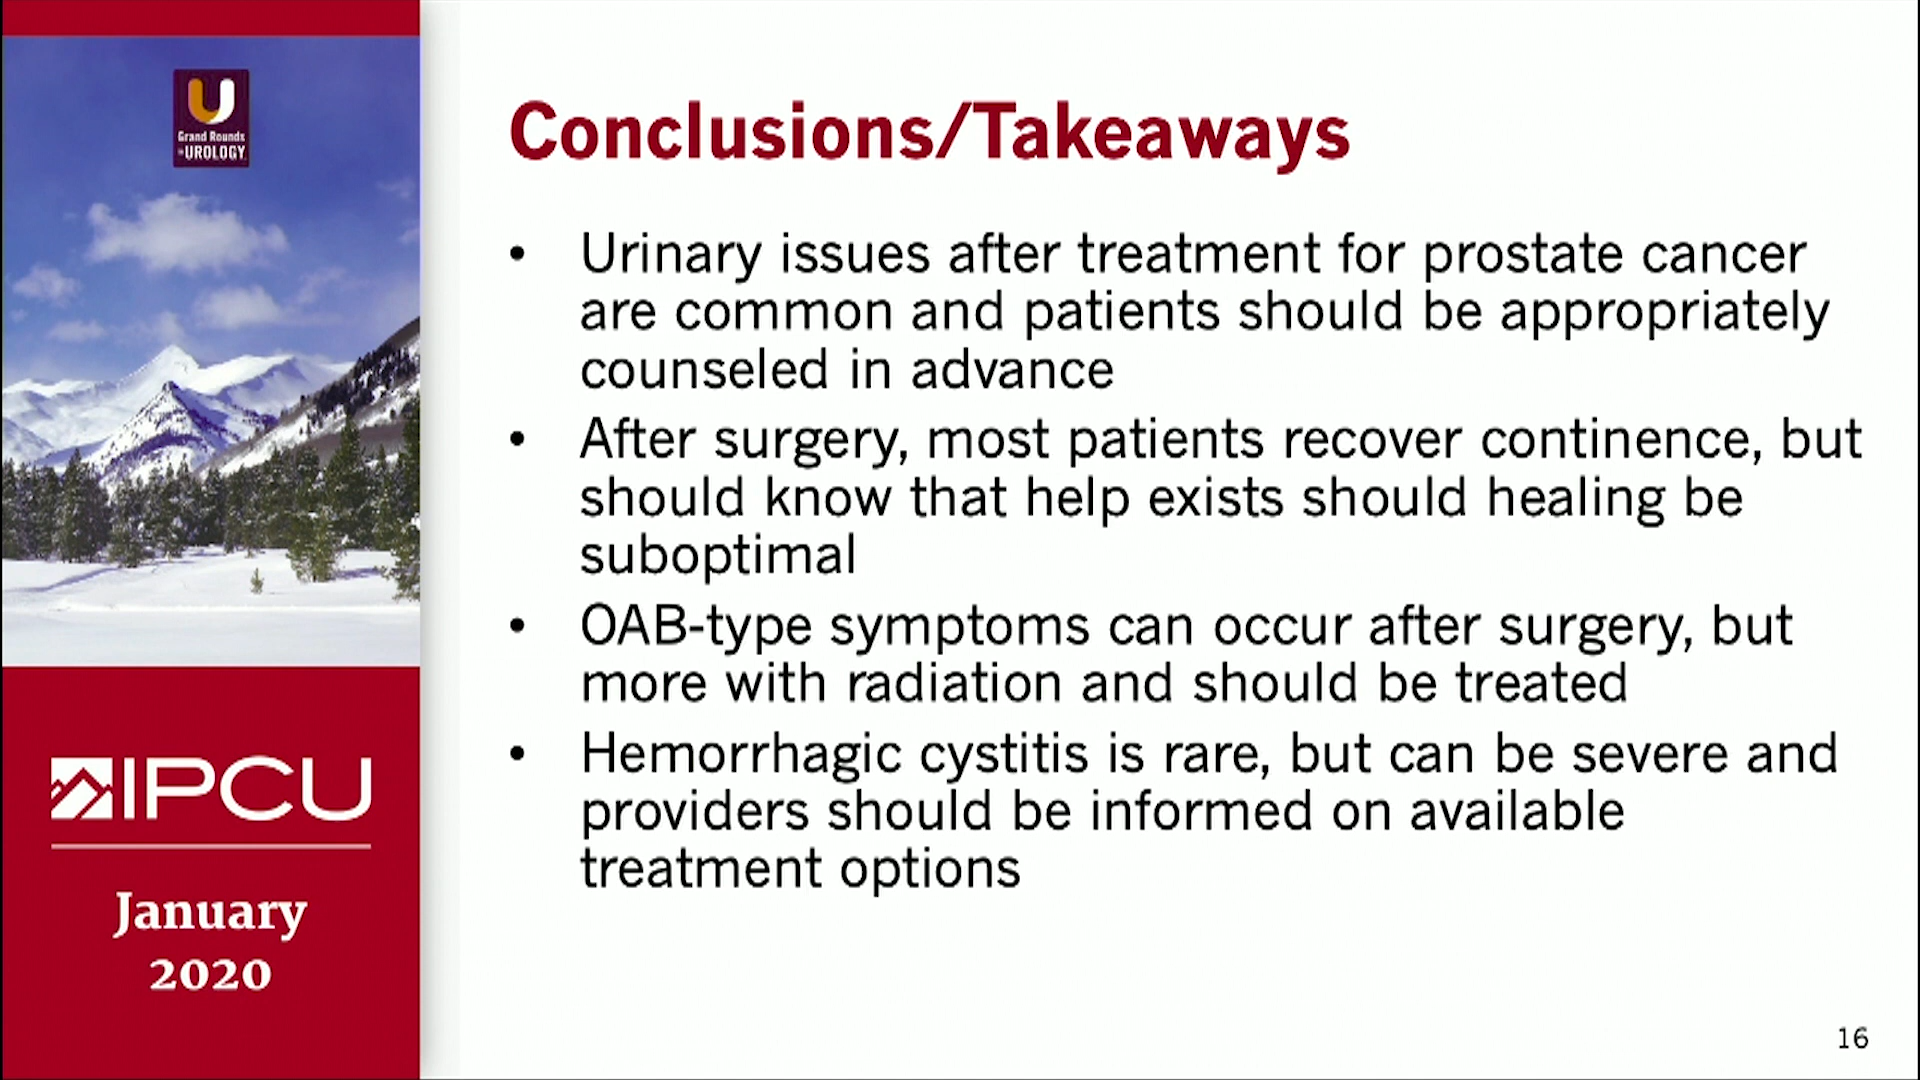 Grand Rounds
in UROLOGY
IPCU
January
2020
Conclusions/Takeaways
• Urinary issues after treatment for prostate cancer
are common and patients should be appropriately
counseled in advance
• After surgery, most patients recover continence, but
should know that help exists should healing be
suboptimal
• OAB-type symptoms can occur after surgery, but
more with radiation and should be treated
• Hemorrhagic cystitis is rare, but can be severe and
providers should be informed on available
treatment options
16